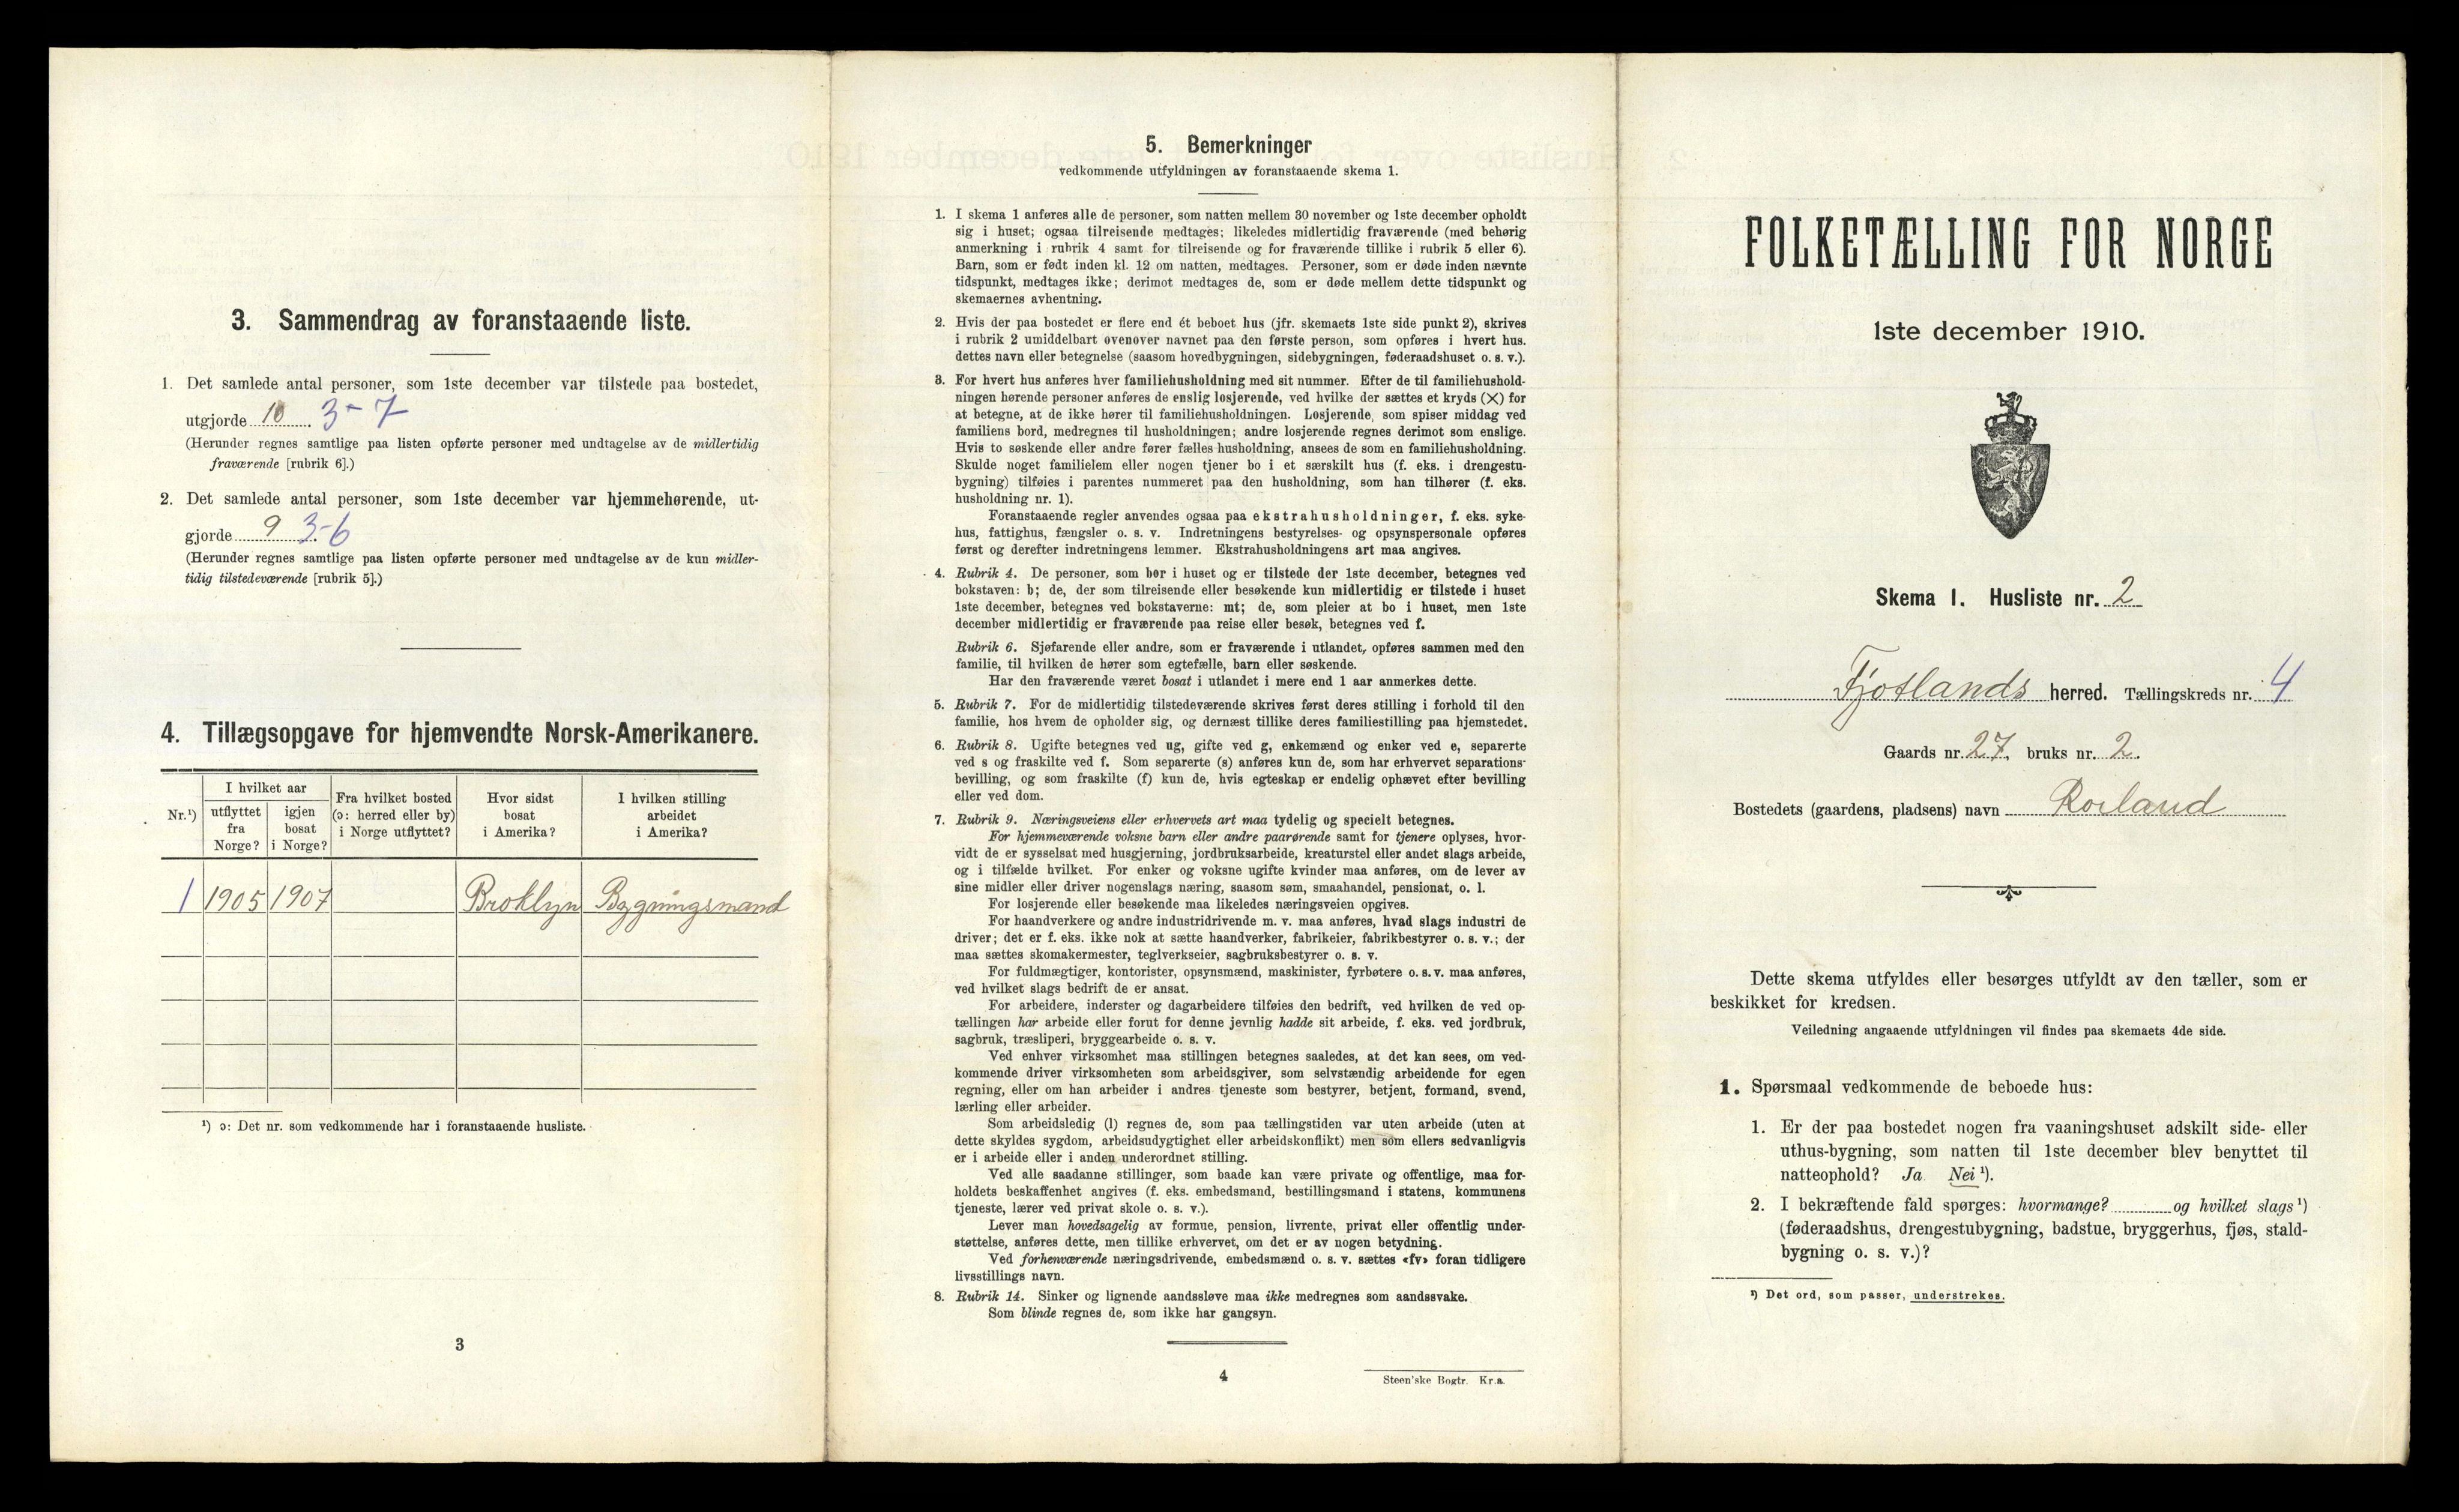 3. Sammendrag av foranstaaende liste.
1. Det samlede antal personer, som 1ste december var tilstede paa bostedet,
utgjorde 10 3-7
(Herunder regnes samtlige paa listen opførte personer med undtagelse av de midlertidig
fraværende [rubrik 6].)
2. Det samlede antal personer, som 1ste december var hjemmehørende, ut-
gjorde 9 3-6
(Herunder regnes samtlige paa listen opførte personer med undtagelse av de kun midler-
tidig tilstedeværende [rubrik 5].)
4. Tillægsopgave for hjemvendte Norsk-Amerikanere.
Nr.¹)
I hvilket aar
utflyttet
fra
Norge?
igjen
bosat
i Norge?
Fra hvilket bosted
(ɔ: herred eller by)
i Norge utflyttet?
Hvor sidst
bosat
i Amerika?
I hvilken stilling
arbeidet
i Amerika?
1 1905 1907 Broklyn Bygningsmand
¹) ɔ: Det nr. som vedkommende har i foranstaaende husliste.
3
5. Bemerkninger
vedkommende utfyldningen av foranstaaende skema 1.
1. I skema 1 anføres alle de personer, som natten mellem 30 november og 1ste december opholdt
sig i huset; ogsaa tilreisende medtages; likeledes midlertidig fraværende (med behørig
anmerkning i rubrik 4 samt for tilreisende og for fraværende tillike i rubrik 5 eller 6).
Barn, som er født inden kl. 12 om natten, medtages. Personer, som er døde inden nævnte
tidspunkt, medtages ikke; derimot medtages de, som er døde mellem dette tidspunkt og
skemaernes avhentning.
2. Hvis der paa bostedet er flere end ét beboet hus (jfr. skemaets 1ste side punkt 2), skrives
i rubrik 2 umiddelbart ovenover navnet paa den første person, som opføres i hvert hus.
dettes navn eller betegnelse (saasom hovedbygningen, sidebygningen, føderaadshuset o. s. v.).
3. For hvert hus anføres hver familiehusholdning med sit nummer. Efter de til familiehushold-
ningen hørende personer anføres de enslig losjerende, ved hvilke der sættes et kryds (×) for
at betegne, at de ikke hører til familiehusholdningen. Losjerende, som spiser middag ved
familiens bord, medregnes til husholdningen; andre losjerende regnes derimot som enslige.
Hvis to søskende eller andre fører fælles husholdning, ansees de som en familiehusholdning.
Skulde noget familielem eller nogen tjener bo i et særskilt hus (f. eks. i drengestu-
bygning) tilføies i parentes nummeret paa den husholdning, som han tilhører (f. eks.
husholdning nr. 1).
Foranstaaende regler anvendes ogsaa paa ekstrahusholdninger, f. eks. syke-
hus, fattighus, fængsler o. s. v. Indretningens bestyrelses- og opsynspersonale opføres
først og derefter indretningens lemmer. Ekstrahusholdningens art maa angives.
4. Rubrik 4. De personer, som bor i huset og er tilstede der 1ste december, betegnes ved
bokstaven: b; de, der som tilreisende eller besøkende kun midlertidig er tilstede i huset
1ste december, betegnes ved bokstaverne: mt; de, som pleier at bo i huset, men 1ste
december midlertidig er fraværende paa reise eller besøk, betegnes ved f.
Rubrik 6. Sjøfarende eller andre, som er fraværende i utlandet, opføres sammen med den
familie, til hvilken de hører som egtefælle, barn eller søskende.
Har den fraværende været bosat i utlandet i mere end 1 aar anmerkes dette.
5. Rubrik 7. For de midlertidig tilstedeværende skrives først deres stilling i forhold til den
familie, hos hvem de opholder sig, og dernæst tillike deres familiestilling paa hjemstedet.
6. Rubrik 8. Ugifte betegnes ved ug, gifte ved g, enkemænd og enker ved e, separerte
ved s og fraskilte ved f. Som separerte (s) anføres kun de, som har erhvervet separations-
bevilling, og som fraskilte (f) kun de, hvis egteskap er endelig ophævet efter bevilling
eller ved dom.
7. Rubrik 9. Næringsveiens eller erhvervets art maa tydelig og specielt betegnes.
For hjemmeværende voksne barn eller andre paarørende samt for tjenere oplyses, hvor-
vidt de er sysselsat med husgjerning, jordbruksarbeide, kreaturstel eller andet slags arbeide,
og i tilfælde hvilket. For enker og voksne ugifte kvinder maa anføres, om de lever av
sine midler eller driver nogenslags næring, saasom søm, smaahandel, pensionat, o. l.
For losjerende eller besøkende maa likeledes næringsveien opgives.
For haandverkere og andre industridrivende m. v. maa anføres, hvad slags industri de
driver; det er f. eks. ikke nok at sætte haandverker, fabrikeier, fabrikbestyrer o. s. v.; der
maa sættes skomakermester, teglverkseier, sagbruksbestyrer o. s. v.
For fuldmægtiger, kontorister, opsynsmænd, maskinister, fyrbøtere o. s. v. maa anføres,
ved hvilket slags bedrift de er ansat.
For arbeidere, inderster og dagarbeidere tilføies den bedrift, ved hvilken de ved op-
tællingen har arbeide eller forut for denne jevnlig hadde sit arbeide, f. eks. ved jordbruk,
sagbruk, træsliperi, bryggearbeide o. s. v.
Ved enhver virksomhet maa stillingen betegnes saaledes, at det kan sees, om ved-
kommende driver virksomheten som arbeidsgiver, som selvstændig arbeidende for egen
regning, eller om han arbeider i andres tjeneste som bestyrer, betjent, formand, svend,
lærling eller arbeider.
Som arbeidsledig (l) regnes de, som paa tællingstiden var uten arbeide (uten at
dette skyldes sygdom, arbeidsudygtighet eller arbeidskonflikt) men som ellers sedvanligvis
er i arbeide eller i anden underordnet stilling.
Ved alle saadanne stillinger, som baade kan være private og offentlige, maa for-
holdets beskaffenhet angives (f. eks. embedsmand, bestillingsmand i statens, kommunens
tjeneste, lærer ved privat skole o. s. v.).
Lever man hovedsagelig av formue, pension, livrente, privat eller offentlig under-
støttelse, anføres dette, men tillike erhvervet, om det er av nogen betydning.
Ved forhenværende næringsdrivende, embedsmænd o. s. v. sættes «fv» foran tidligere
livsstillings navn.
8. Rubrik 14. Sinker og lignende aandssløve maa ikke medregnes som aandssvake.
Som blinde regnes de, som ikke har gangsyn.
4
Steen'ske Bogtr. Kr.a.
FOLKETÆLLING FOR NORGE
1ste december 1910.
Skema 1. Husliste nr. 2
Fjotlands herred. Tællingskreds nr. 4
Gaards nr. 27, bruks nr. 2.
Bostedets (gaardens, pladsens) navn Roiland
Dette skema utfyldes eller besørges utfyldt av den tæller, som er
beskikket for kredsen.
Veiledning angaaende utfyldningen vil findes paa skemaets 4de side.
1. Spørsmaal vedkommende de beboede hus:
1. Er der paa bostedet nogen fra vaaningshuset adskilt side- eller
uthus-bygning, som natten til 1ste december blev benyttet til
natteophold? Ja Nei ¹).
2. I bekræftende fald spørges: hvormange? og hvilket slags ¹)
(føderaadshus, drengestubygning, badstue, bryggerhus, fjøs, stald-
bygning o. s. v.)?
¹) Det ord, som passer, understrekes.